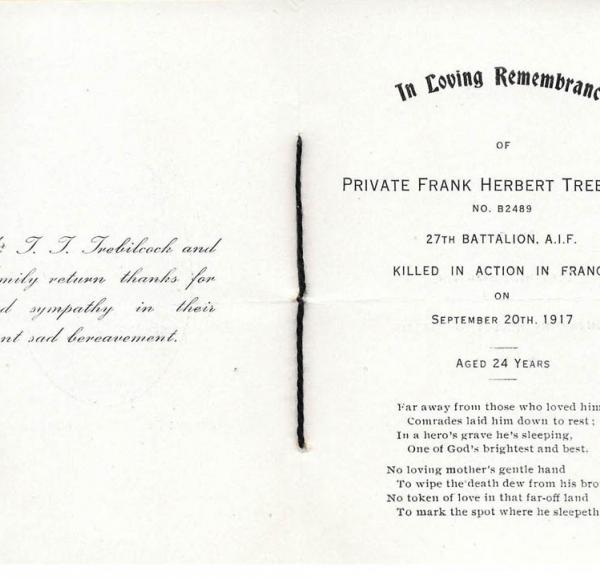 T. T. Trebilcock and
mily return thanks for
d sympathy in their
nt sad bereavement.
In Loving Remembranc
OF
PRIVATE FRANK HERBERT TREB
NO. B2489
27TH BATTALION, A.I.F.
KILLED IN ACTION IN FRANC
ON
SEPTEMBER 20TH, 1917
AGED 24 YEARS
Far away from those who loved him
Comrades laid him down to rest;
In a hero's grave he's sleeping,
One of God's brightest and best.
No loving mother's gentle hand
To wipe the death dew from his bro
No token of love in that far-off land
To mark the spot where he sleepeth